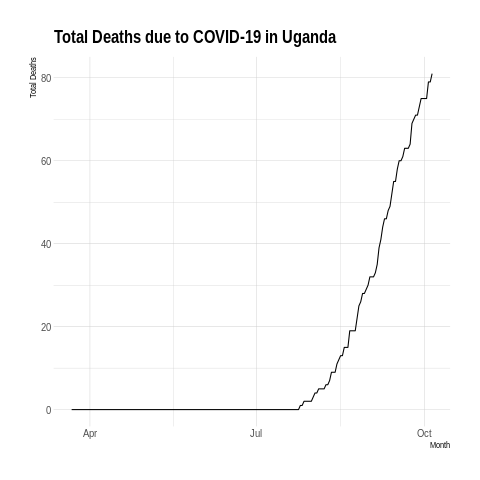 Total Deaths due to COVID-19 in Uganda
Total Deaths
80
60
40
20
0
Apr
Jul
Oct
Month